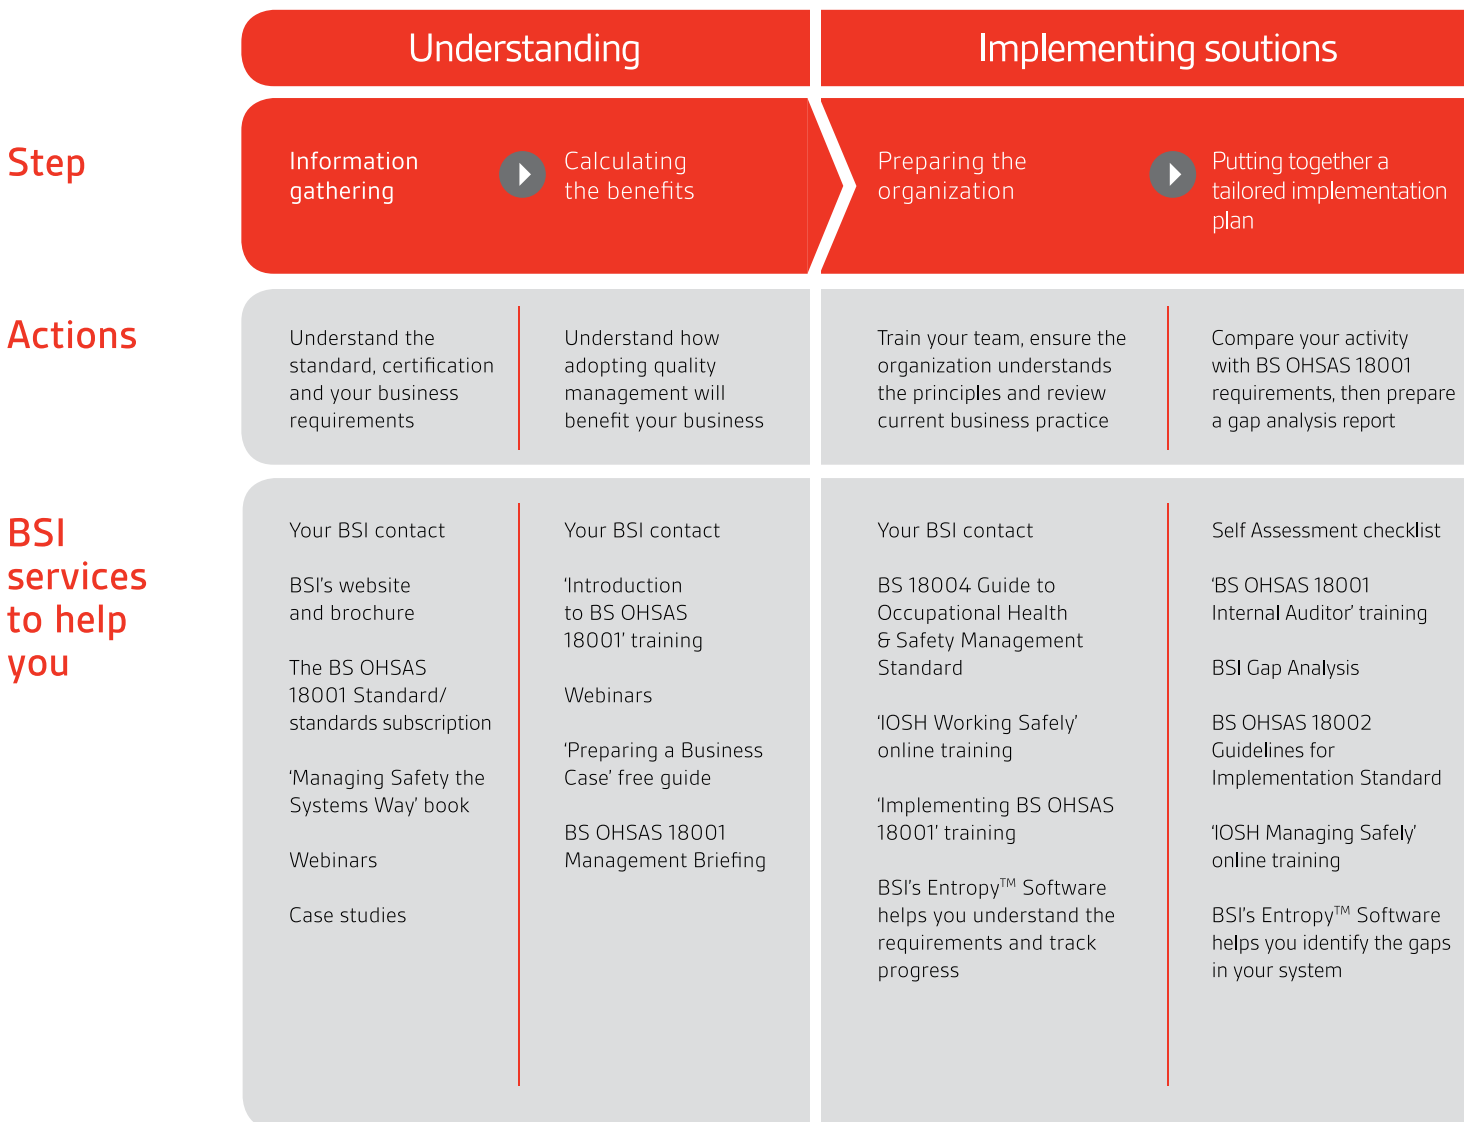 Understanding
Implementing soutions
Step
Information
gathering
Calculating
the benefits
Preparing the
organization
Putting together a
tailored implementation
plan
Actions
Understand the
standard, certification
and your business
requirements
Understand how
adopting quality
management will
benefit your business
Train your team, ensure the
organization understands
the principles and review
current business practice
Compare your activity
with BS OHSAS 18001
requirements, then prepare
a gap analysis report
BSI
services
to help
you
Your BSI contact
BSI's website
and brochure
The BS OHSAS
18001 Standard/
standards subscription
‘Managing Safety the
Systems Way’ book
Webinars
Case studies
Your BSI contact
‘Introduction
to BS OHSAS
18001’ training
Webinars
‘Preparing a Business
Case’ free guide
BS OHSAS 18001
Management Briefing
Your BSI contact
BS 18004 Guide to
Occupational Health
& Safety Management
Standard
‘IOSH Working Safely’
online training
‘Implementing BS OHSAS
18001’ training
BSI's Entropy™ Software
helps you understand the
requirements and track
progress
Self Assessment checklist
‘BS OHSAS 18001
Internal Auditor’ training
BSI Gap Analysis
BS OHSAS 18002
Guidelines for
Implementation Standard
‘IOSH Managing Safely’
online training
BSI's Entropy™ Software
helps you identify the gaps
in your system